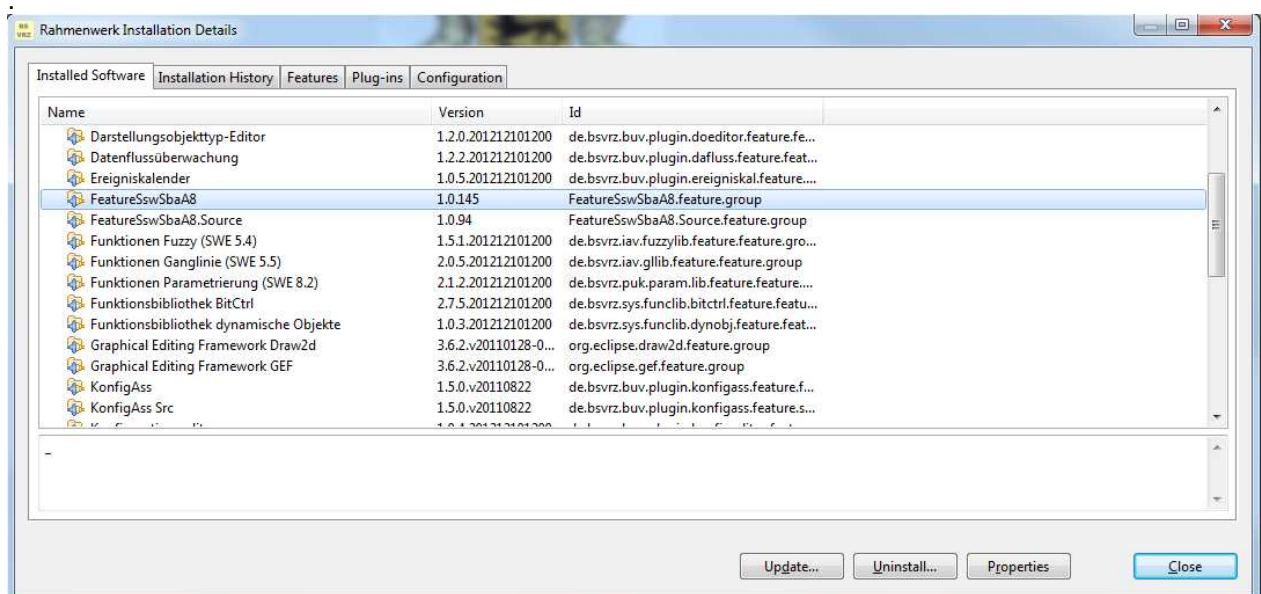 :
BS
VRZ
Rahmenwerk Installation Details
Installed Software Installation History Features Plug-ins Configuration
Name Version Id
Darstellungsobjekttyp-Editor 1.2.0.201212101200 de.bsvrz.buv.plugin.doeditor.feature.fe...
Datenflussüberwachung 1.2.2.201212101200 de.bsvrz.buv.plugin.dafluss.feature.feat...
Ereigniskalender 1.0.5.201212101200 de.bsvrz.buv.plugin.ereigniskal.feature....
FeatureSswSbaA8 1.0.145 FeatureSswSbaA8.feature.group
FeatureSswSbaA8.Source 1.0.94 FeatureSswSbaA8.Source.feature.group
Funktionen Fuzzy (SWE 5.4) 1.5.1.201212101200 de.bsvrz.iav.fuzzylib.feature.feature.gro...
Funktionen Ganglinie (SWE 5.5) 2.0.5.201212101200 de.bsvrz.iav.gllib.feature.feature.group
Funktionen Parametrierung (SWE 8.2) 2.1.2.201212101200 de.bsvrz.puk.param.lib.feature.feature....
Funktionsbibliothek BitCtrl 2.7.5.201212101200 de.bsvrz.sys.funclib.bitctrl.feature.featu...
Funktionsbibliothek dynamische Objekte 1.0.3.201212101200 de.bsvrz.sys.funclib.dynobj.feature.feat...
Graphical Editing Framework Draw2d 3.6.2.v20110128-0... org.eclipse.draw2d.feature.group
Graphical Editing Framework GEF 3.6.2.v20110128-0... org.eclipse.gef.feature.group
KonfigAss 1.5.0.v20110822 de.bsvrz.buv.plugin.konfigass.feature.f...
KonfigAss Src 1.5.0.v20110822 de.bsvrz.buv.plugin.konfigass.feature.s...
–
Update... Uninstall... Properties Close